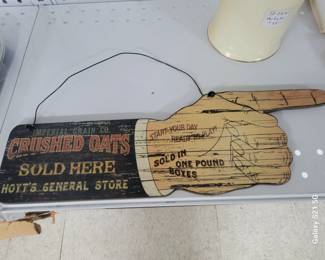 IMPERIAL GRAIN CO.
CRUSHED OATS
SOLD HERE
HOYT'S GENERAL STORE
START YOUR DAY
READY TO PLAY
SOLD IN
ONE POUND
BOXES
Galaxy S21 5G